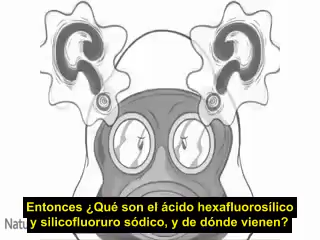 Entonces ¿Qué son el ácido hexafluorosílico
y silicofluoruro sódico, y de dónde vienen?